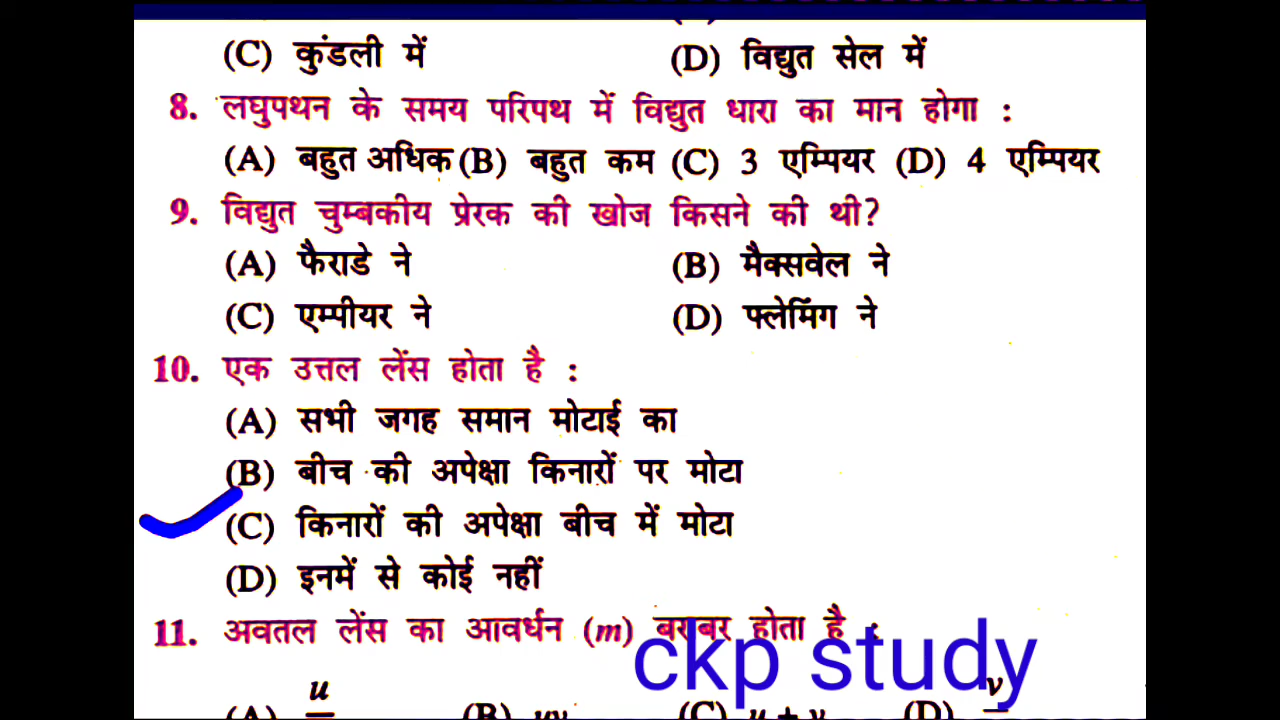 (C) कुंडली में (D) विद्युत सेल में
8. लघुपथन के समय परिपथ में विद्युत धारा का मान होगा :
(A) बहुत अधिक (B) बहुत कम (C) 3 एम्पियर (D) 4 एम्पियर
9. विद्युत चुम्बकीय प्रेरक की खोज किसने की थी?
(A) फैराडे ने (B) मैक्सवेल ने
(C) एम्पीयर ने (D) फ्लेमिंग ने
10. एक उत्तल लेंस होता है :
(A) सभी जगह समान मोटाई का
(B) बीच की अपेक्षा किनारों पर मोटा
(C) किनारों की अपेक्षा बीच में मोटा
(D) इनमें से कोई नहीं
11. अवतल लेंस का आवर्धन (m) बराबर होता है :
ckp study
(A) u (B) uv (C) u + v (D) v